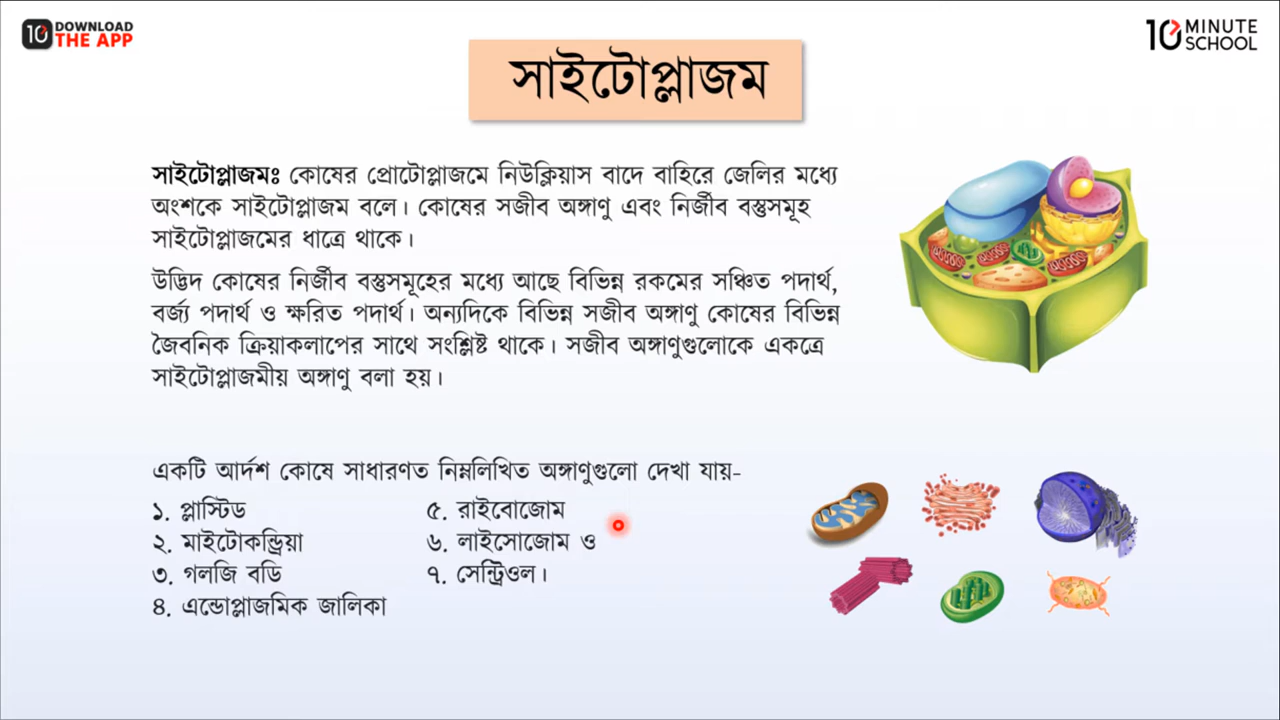 10 DOWNLOAD
THE APP
10 MINUTE
SCHOOL
সাইটোপ্লাজম
সাইটোপ্লাজমঃ কোষের প্রোটোপ্লাজমে নিউক্লিয়াস বাদে বাহিরে জেলির মধ্যে
অংশকে সাইটোপ্লাজম বলে। কোষের সজীব অঙ্গাণু এবং নির্জীব বস্তুসমূহ
সাইটোপ্লাজমের ধাত্রে থাকে।
উদ্ভিদ কোষের নির্জীব বস্তুসমূহের মধ্যে আছে বিভিন্ন রকমের সঞ্চিত পদার্থ,
বর্জ্য পদার্থ ও ক্ষরিত পদার্থ। অন্যদিকে বিভিন্ন সজীব অঙ্গাণু কোষের বিভিন্ন
জৈবনিক ক্রিয়াকলাপের সাথে সংশ্লিষ্ট থাকে। সজীব অঙ্গাণুগুলোকে একত্রে
সাইটোপ্লাজমীয় অঙ্গাণু বলা হয়।
একটি আর্দশ কোষে সাধারণত নিম্নলিখিত অঙ্গাণুগুলো দেখা যায়-
১. প্লাস্টিড
২. মাইটোকন্ড্রিয়া
৩. গলজি বডি
৪. এন্ডোপ্লাজমিক জালিকা
৫. রাইবোজোম
৬. লাইসোজোম ও
৭. সেন্ট্রিওল।